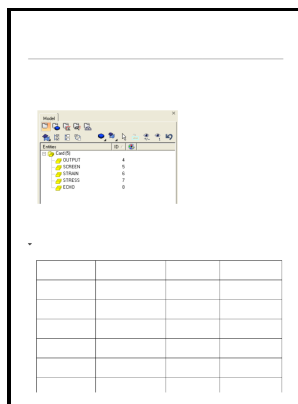 Model
Entities ID
Card (5)
OUTPUT 4
SCREEN 5
STRAIN 6
STRESS 7
ECHO 8